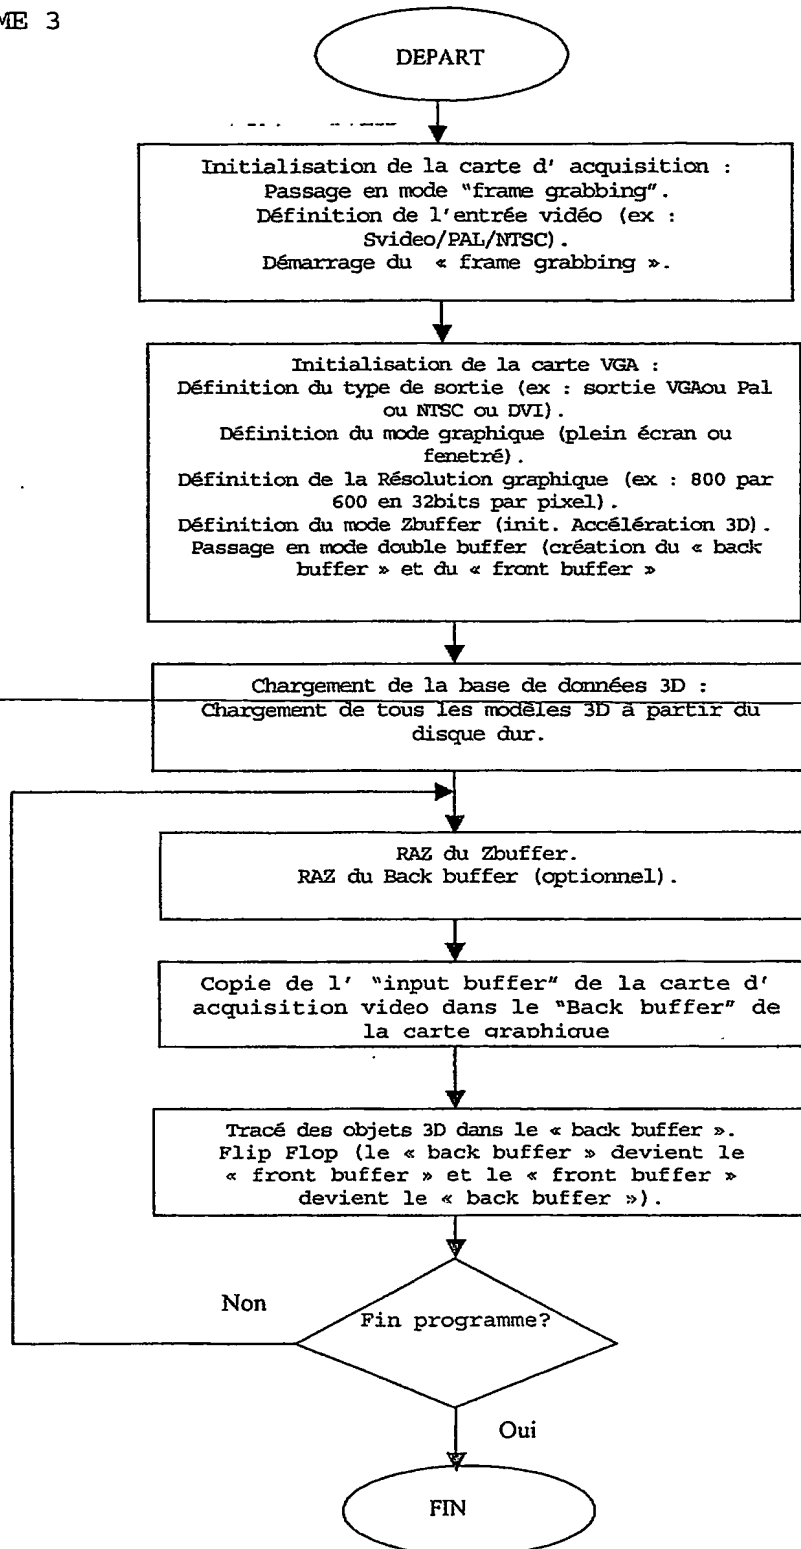 ME 3
DEPART
Initialisation de la carte d' acquisition :
Passage en mode "frame grabbing".
Définition de l'entrée vidéo (ex :
Svideo/PAL/NTSC).
Démarrage du « frame grabbing ».
Initialisation de la carte VGA :
Définition du type de sortie (ex : sortie VGAou Pal
ou NTSC ou DVI).
Définition du mode graphique (plein écran ou
fenetré).
Définition de la Résolution graphique (ex : 800 par
600 en 32bits par pixel).
Définition du mode Zbuffer (init. Accélération 3D).
Passage en mode double buffer (création du « back
buffer » et du « front buffer »
Chargement de la base de données 3D :
Chargement de tous les modèles 3D à partir du
disque dur.
RAZ du Zbuffer.
RAZ du Back buffer (optionnel).
Copie de l' "input buffer" de la carte d'
acquisition video dans le "Back buffer" de
la carte graphique
Tracé des objets 3D dans le « back buffer ».
Flip Flop (le « back buffer » devient le
« front buffer » et le « front buffer »
devient le « back buffer »).
Non
Fin programme?
Oui
FIN